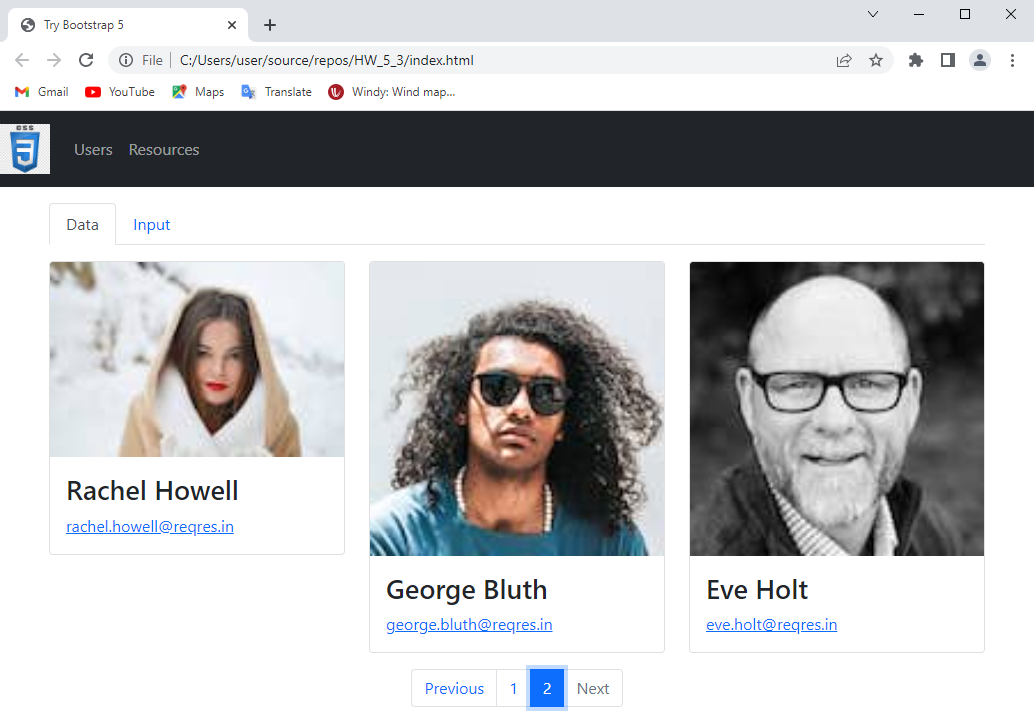 Try Bootstrap 5
File C:/Users/user/source/repos/HW_5_3/index.html
Gmail YouTube Maps Translate Windy: Wind map...
CSS
3
Users Resources
Data Input
Rachel Howell
rachel.howell@reqres.in
George Bluth
george.bluth@reqres.in
Eve Holt
eve.holt@reqres.in
Previous 1 2 Next